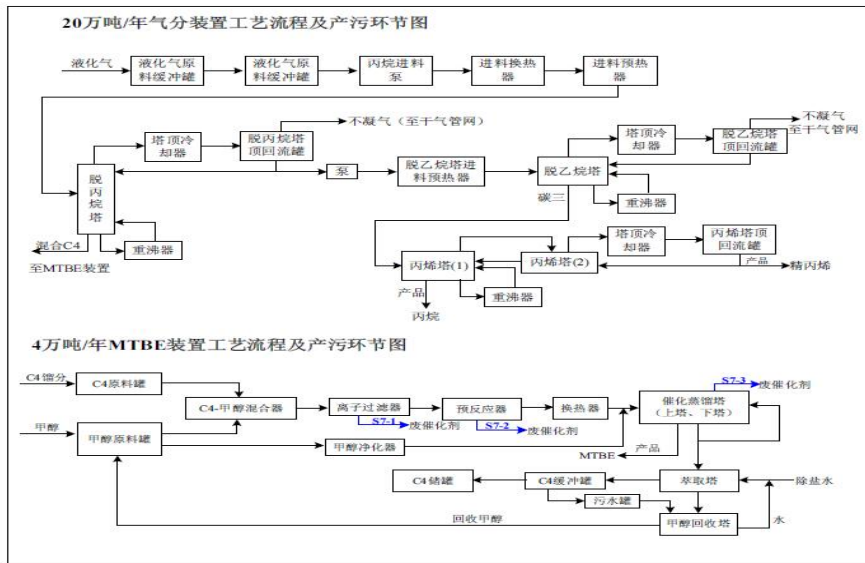 20万吨/年气分装置工艺流程及产污环节图
液化气
液化气原
料缓冲罐
液化气原
料缓冲罐
丙烷进料
泵
进料换热
器
进料预热
器
不凝气（至干气管网）
不凝气
至干气管网
塔顶冷
却器
脱丙烷塔
顶回流罐
塔顶冷
却器
脱乙烷塔
顶回流罐
脱
丙
烷
塔
泵
脱乙烷塔进
料预热器
脱乙烷塔
碳三
重沸器
混合C4
重沸器
至MTBE装置
塔顶冷
却器
丙烯塔顶
回流罐
丙烯塔(1)
丙烯塔(2)
产品
精丙烯
产品
重沸器
丙烷
4万吨/年MTBE装置工艺流程及产污环节图
C4馏分
C4原料罐
S7-3
废催化剂
C4-甲醇混合器
离子过滤器
预反应器
换热器
催化蒸馏塔
（上塔、下塔）
S7-1
废催化剂
S7-2
废催化剂
甲醇
甲醇原料罐
甲醇净化器
产品
MTBE
C4储罐
C4缓冲罐
萃取塔
除盐水
污水罐
回收甲醇
甲醇回收塔
水